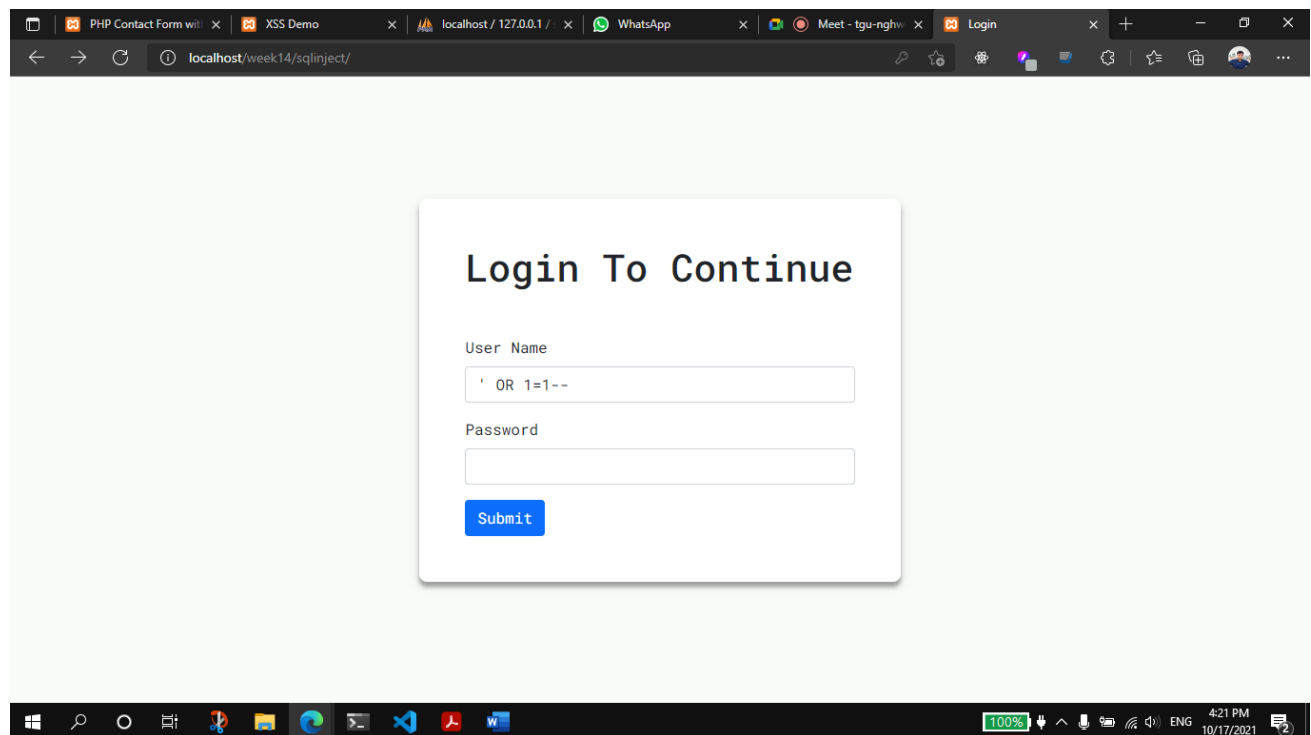 PHP Contact Form wit
XSS Demo
localhost / 127.0.0.1 /
WhatsApp
Meet - tgu-nghw
Login
localhost/week14/sqlinject/
Login To Continue
User Name
' OR 1=1--
Password
Submit
100%
ENG
4:21 PM
10/17/2021
2